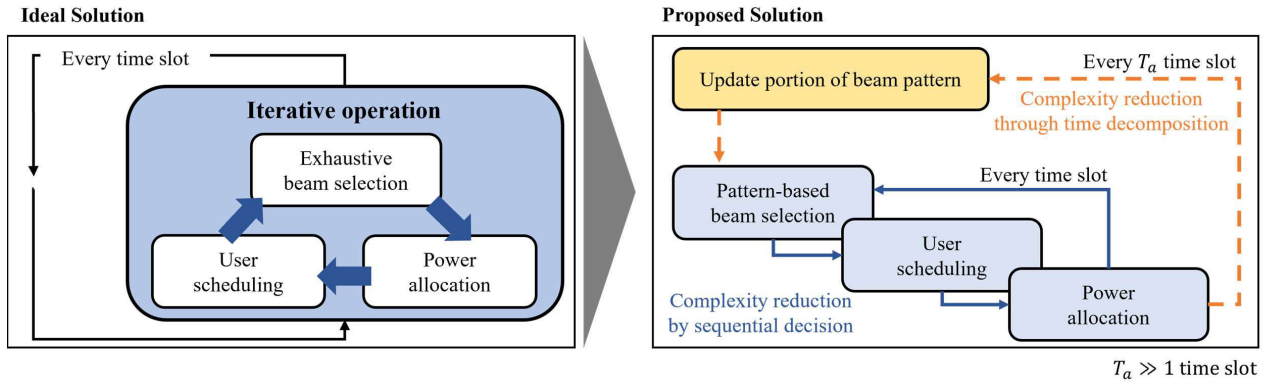 Ideal Solution
Every time slot
Iterative operation
Exhaustive
beam selection
User
scheduling
Power
allocation
Proposed Solution
Update portion of beam pattern
Every Tₐ time slot
Complexity reduction
through time decomposition
Pattern-based
beam selection
Every time slot
User
scheduling
Complexity reduction
by sequential decision
Power
allocation
Tₐ ≫ 1 time slot